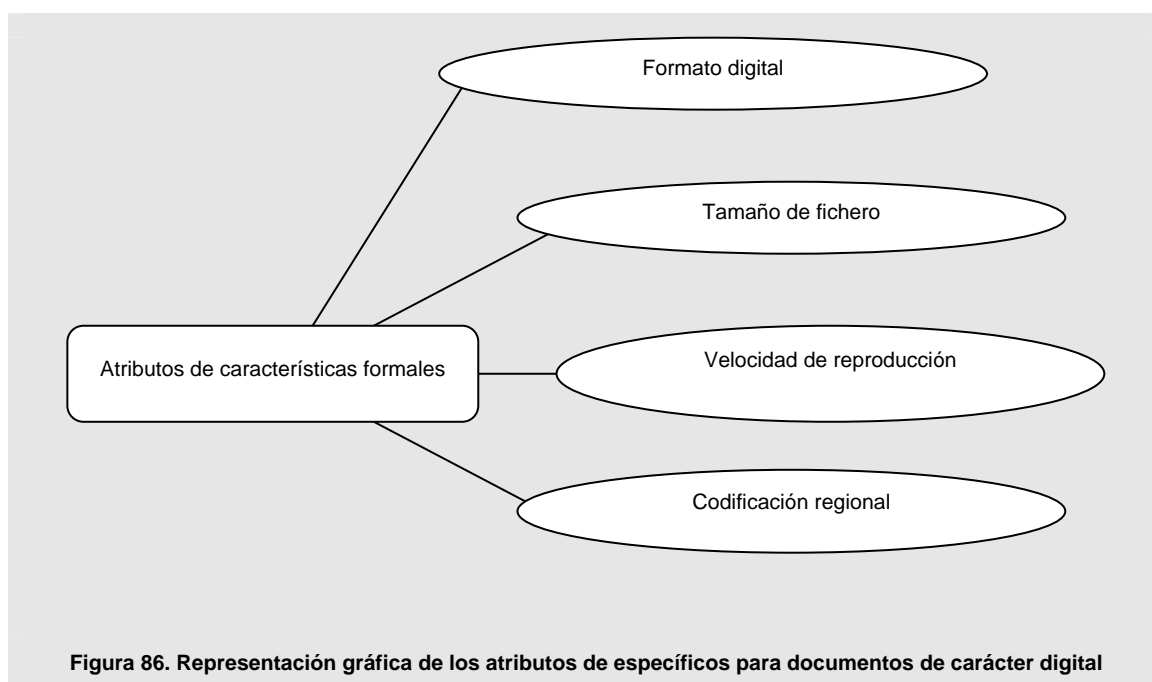 Formato digital
Tamaño de fichero
Atributos de características formales
Velocidad de reproducción
Codificación regional
Figura 86. Representación gráfica de los atributos de específicos para documentos de carácter digital